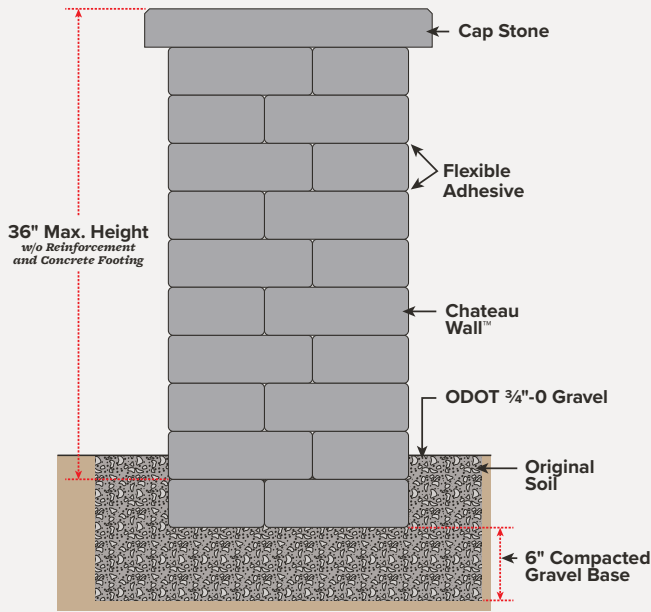 Cap Stone
Flexible
Adhesive
36" Max. Height
w/o Reinforcement
and Concrete Footing
Chateau
Wall™
ODOT ¾"-0 Gravel
Original
Soil
6" Compacted
Gravel Base